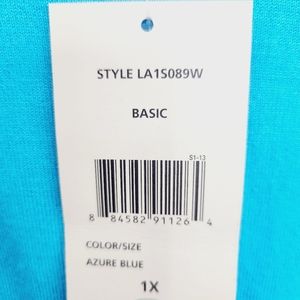 STYLE LA1S089W
BASIC
S1-13
8 84582 91126 4
COLOR/SIZE
AZURE BLUE
1X